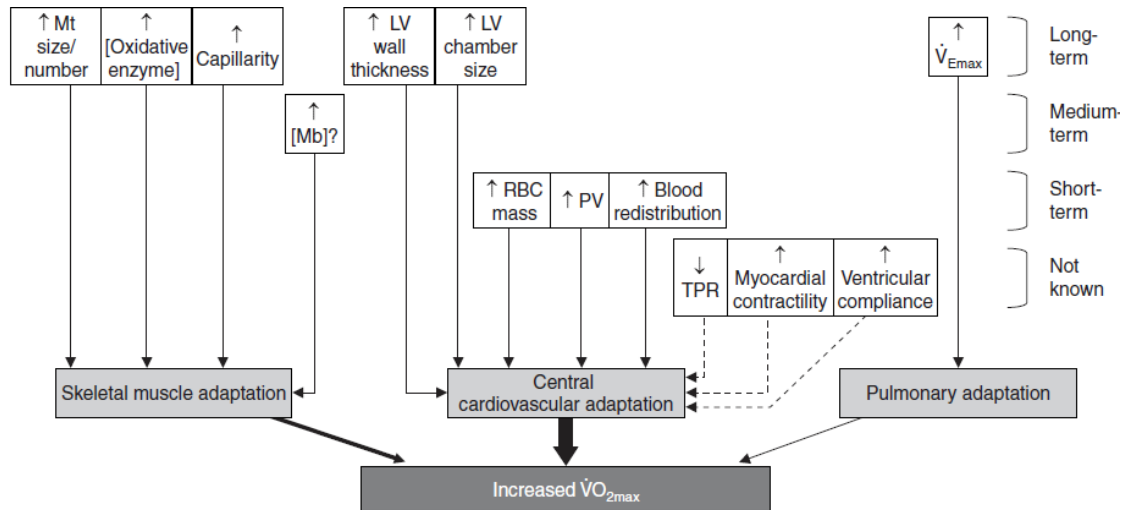 ↑ Mt
size/
number
↑
[Oxidative
enzyme]
↑
Capillarity
↑ LV
wall
thickness
↑ LV
chamber
size
↑
V̇Emax
Long-
term
↑
[Mb]?
Medium-
term
↑ RBC
mass
↑ PV
↑ Blood
redistribution
Short-
term
↓
TPR
↑
Myocardial
contractility
↑
Ventricular
compliance
Not
known
Skeletal muscle adaptation
Central
cardiovascular adaptation
Pulmonary adaptation
Increased V̇O2max